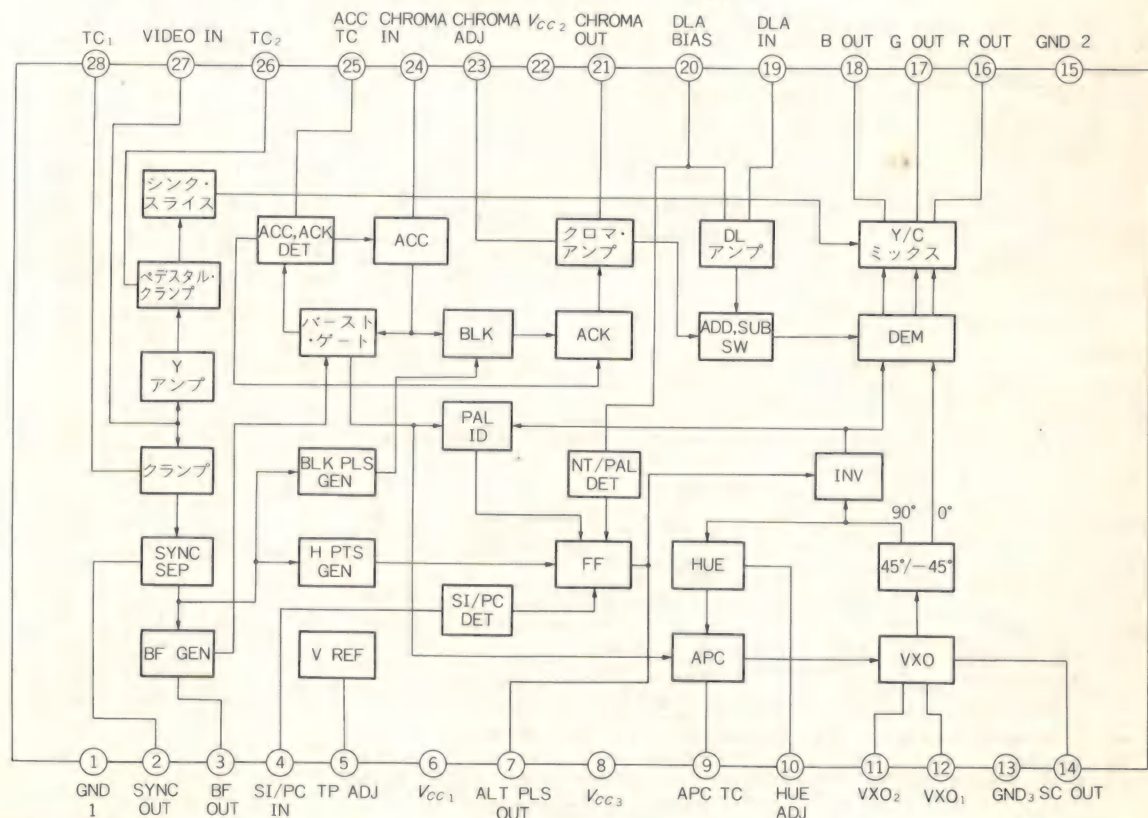 TC1
VIDEO IN
TC2
ACC
TC
CHROMA
IN
CHROMA
ADJ
VCC2
CHROMA
OUT
DLA
BIAS
DLA
IN
B OUT
G OUT
R OUT
GND 2
28
27
26
25
24
23
22
21
20
19
18
17
16
15
シンク・
スライス
ACC,ACK
DET
ACC
クロマ・
アンプ
DL
アンプ
Y/C
ミックス
ペデスタル・
クランプ
バースト
・ゲート
BLK
ACK
ADD,SUB
SW
DEM
Y
アンプ
PAL
ID
クランプ
BLK PLS
GEN
NT/PAL
DET
INV
90°
0°
SYNC
SEP
H PTS
GEN
FF
HUE
45°/−45°
SI/PC
DET
BF GEN
V REF
APC
VXO
1
2
3
4
5
6
7
8
9
10
11
12
13
14
GND
1
SYNC
OUT
BF
OUT
SI/PC
IN
TP ADJ
VCC1
ALT PLS
OUT
VCC3
APC TC
HUE
ADJ
VXO2
VXO1
GND3
SC OUT